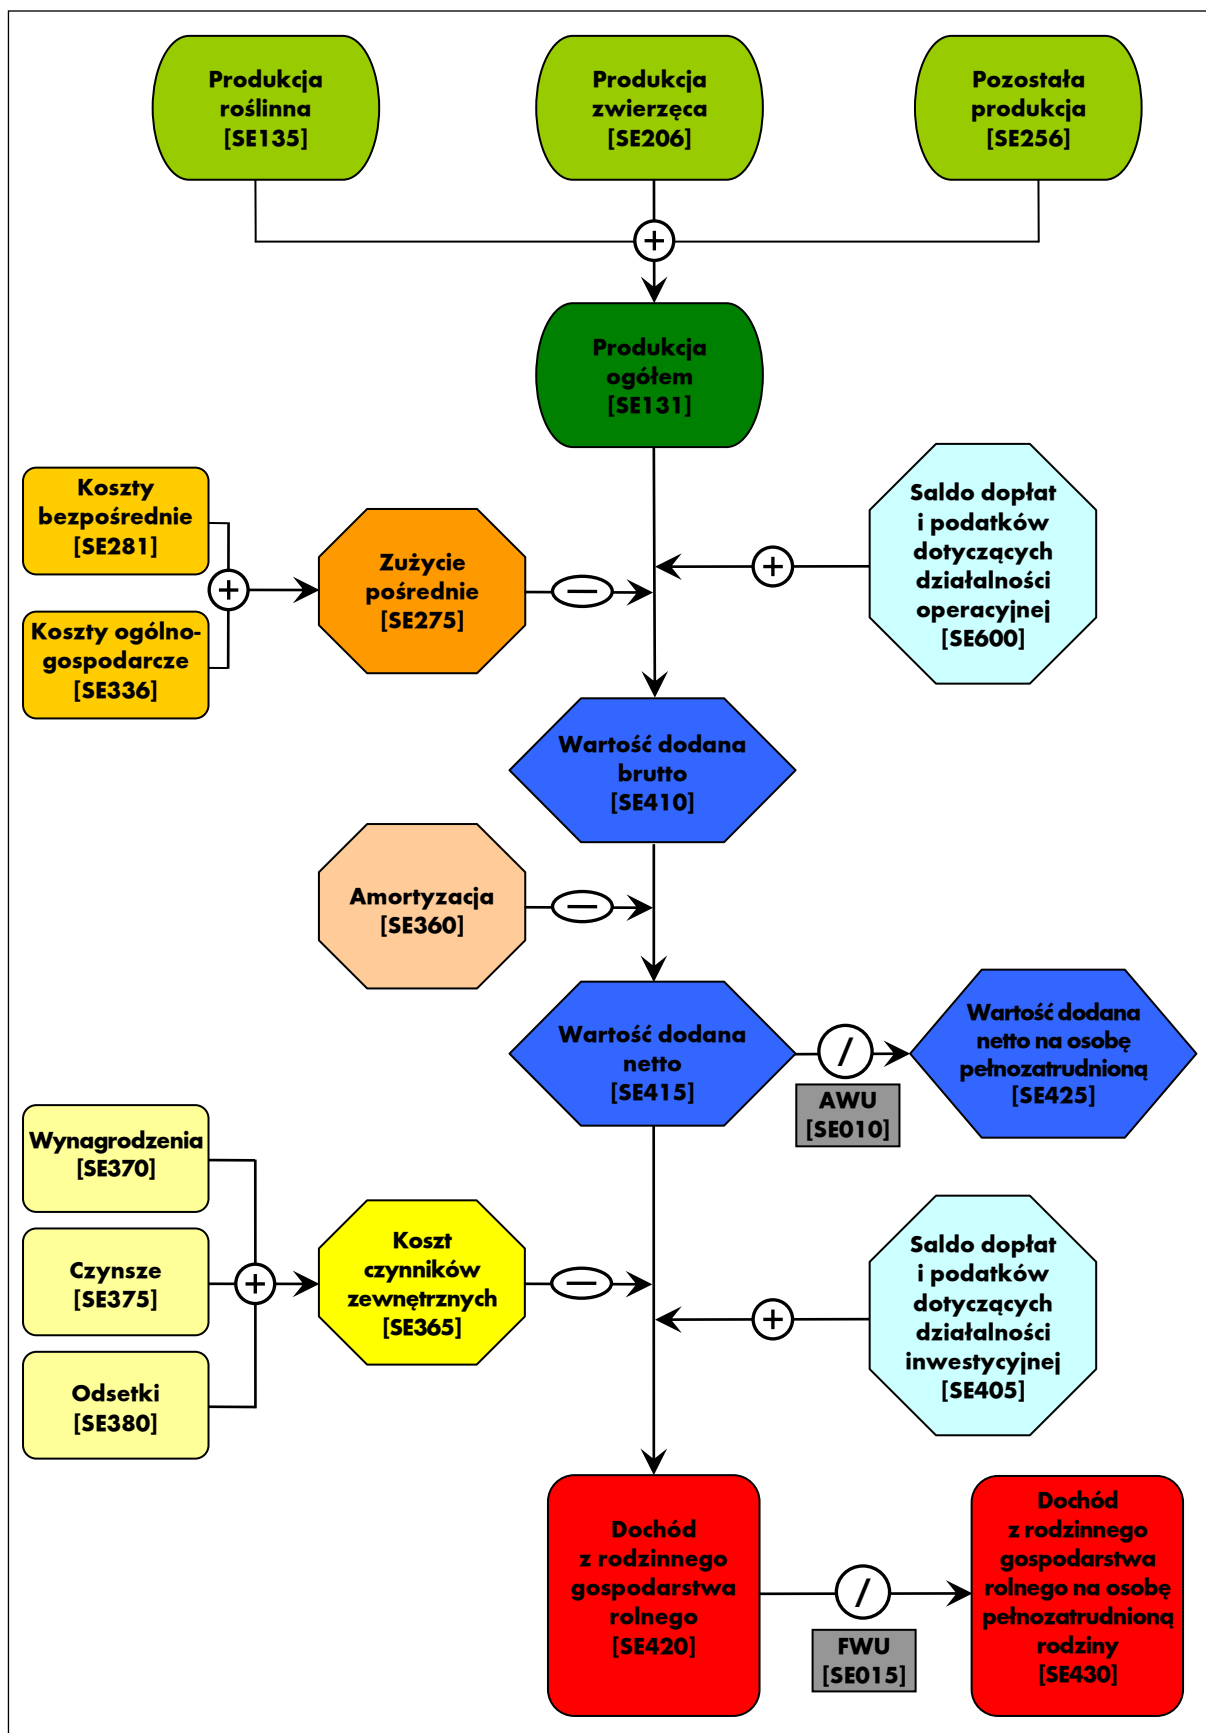 Produkcja
roślinna
[SE135]
Produkcja
zwierzęca
[SE206]
Pozostała
produkcja
[SE256]
+
Produkcja
ogółem
[SE131]
Koszty
bezpośrednie
[SE281]
Koszty ogólno-
gospodarcze
[SE336]
+
Zużycie
pośrednie
[SE275]
—
+
Saldo dopłat
i podatków
dotyczących
działalności
operacyjnej
[SE600]
Wartość dodana
brutto
[SE410]
Amortyzacja
[SE360]
—
Wartość dodana
netto
[SE415]
/
AWU
[SE010]
Wartość dodana
netto na osobę
pełnozatrudnioną
[SE425]
Wynagrodzenia
[SE370]
Czynsze
[SE375]
Odsetki
[SE380]
+
Koszt
czynników
zewnętrznych
[SE365]
—
+
Saldo dopłat
i podatków
dotyczących
działalności
inwestycyjnej
[SE405]
Dochód
z rodzinnego
gospodarstwa
rolnego
[SE420]
/
FWU
[SE015]
Dochód
z rodzinnego
gospodarstwa
rolnego na osobę
pełnozatrudnioną
rodziny
[SE430]